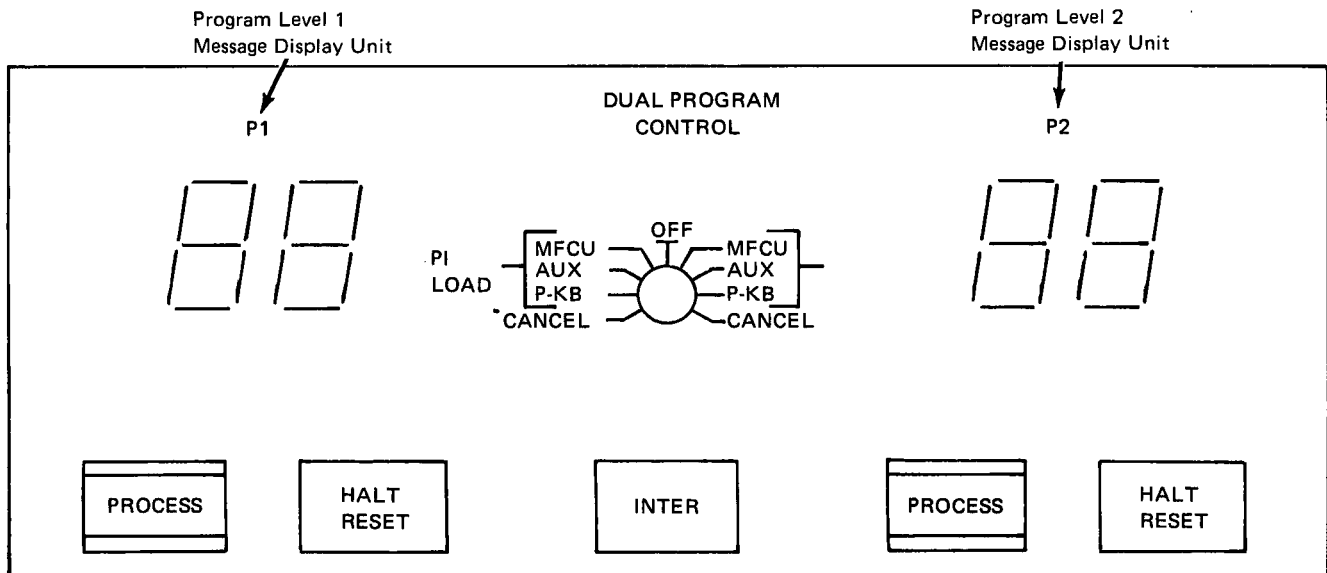 Program Level 1
Message Display Unit
Program Level 2
Message Display Unit
P1
DUAL PROGRAM
CONTROL
P2
OFF
PI
LOAD
MFCU
AUX
P-KB
CANCEL
MFCU
AUX
P-KB
CANCEL
PROCESS
HALT
RESET
INTER
PROCESS
HALT
RESET